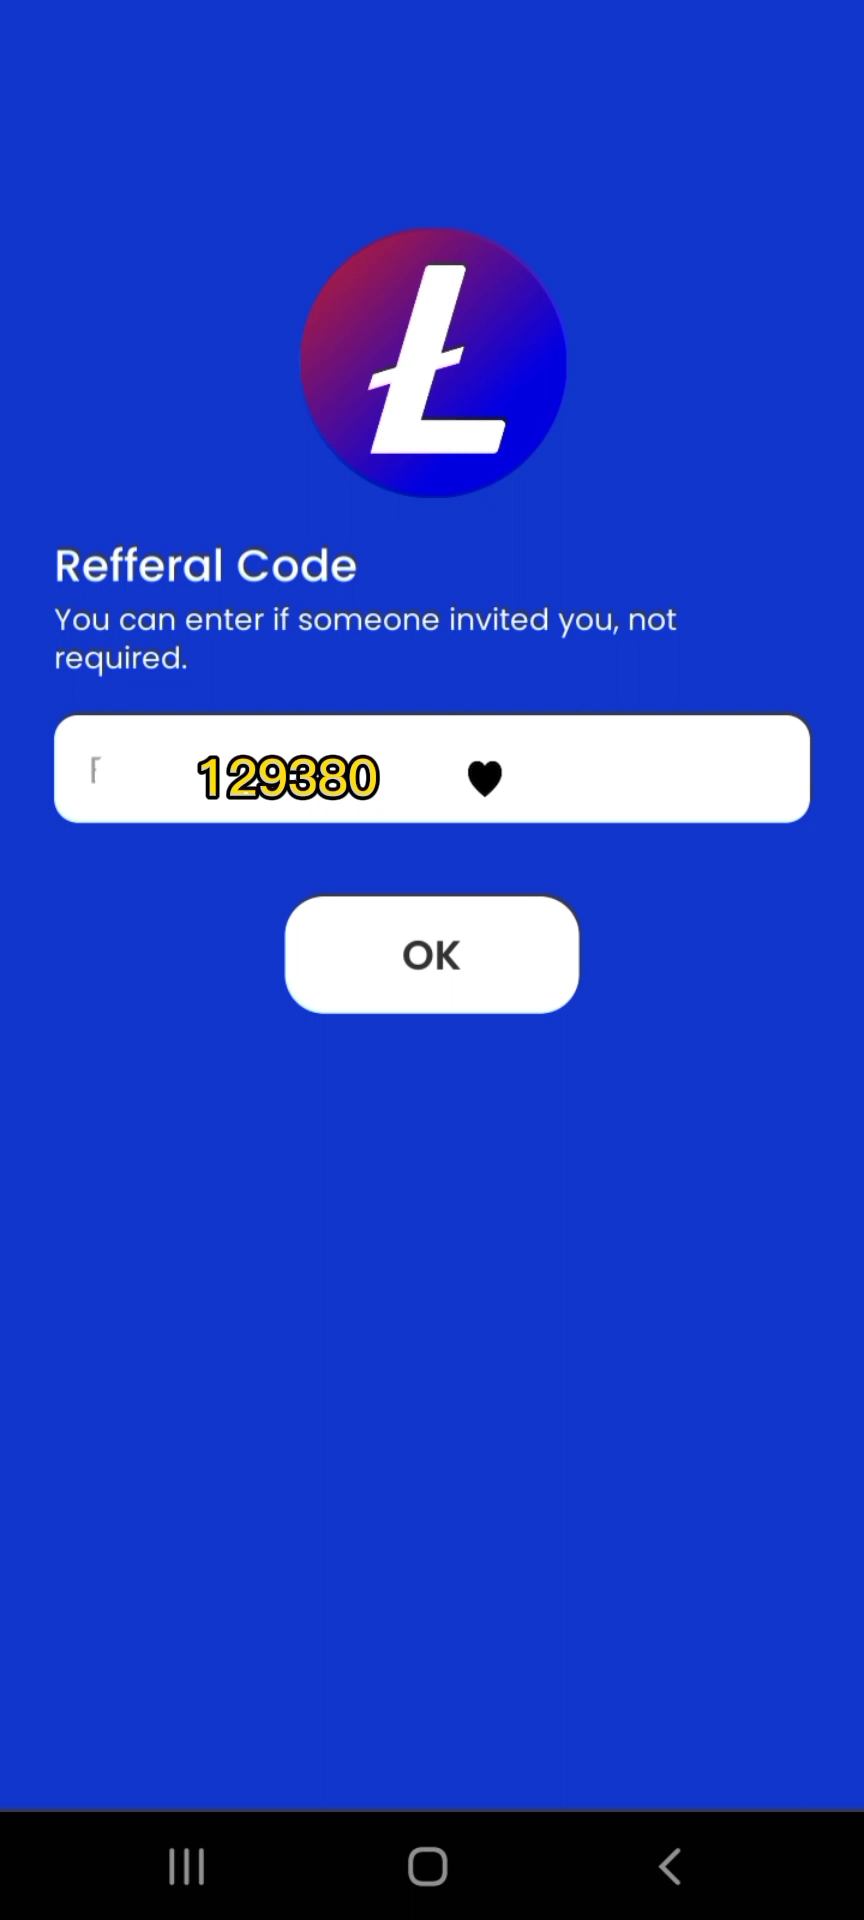 Refferal Code
You can enter if someone invited you, not
required.
129380
OK